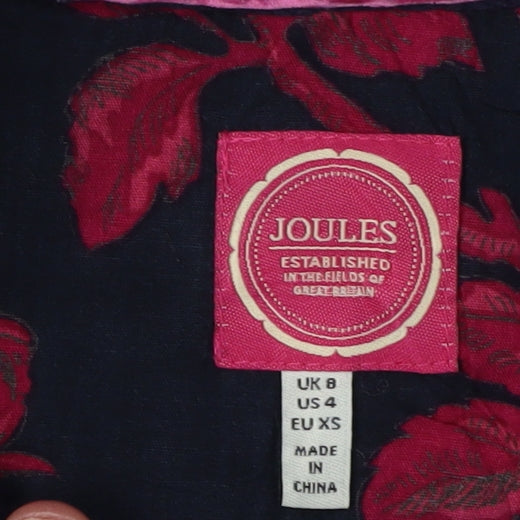 JOULES
ESTABLISHED
IN THE FIELDS OF
GREAT BRITAIN
UK 8
US 4
EU XS
MADE
IN
CHINA